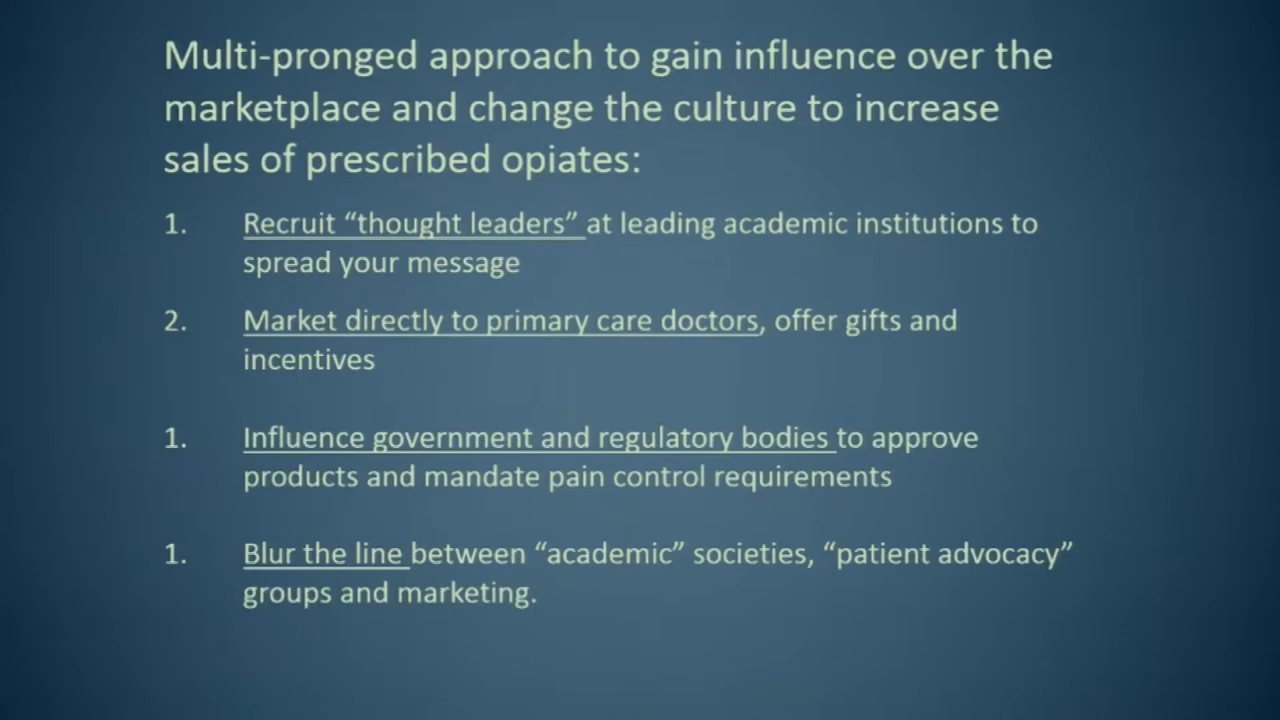 Multi-pronged approach to gain influence over the
marketplace and change the culture to increase
sales of prescribed opiates:
1. Recruit “thought leaders” at leading academic institutions to
spread your message
2. Market directly to primary care doctors, offer gifts and
incentives
1. Influence government and regulatory bodies to approve
products and mandate pain control requirements
1. Blur the line between “academic” societies, “patient advocacy”
groups and marketing.